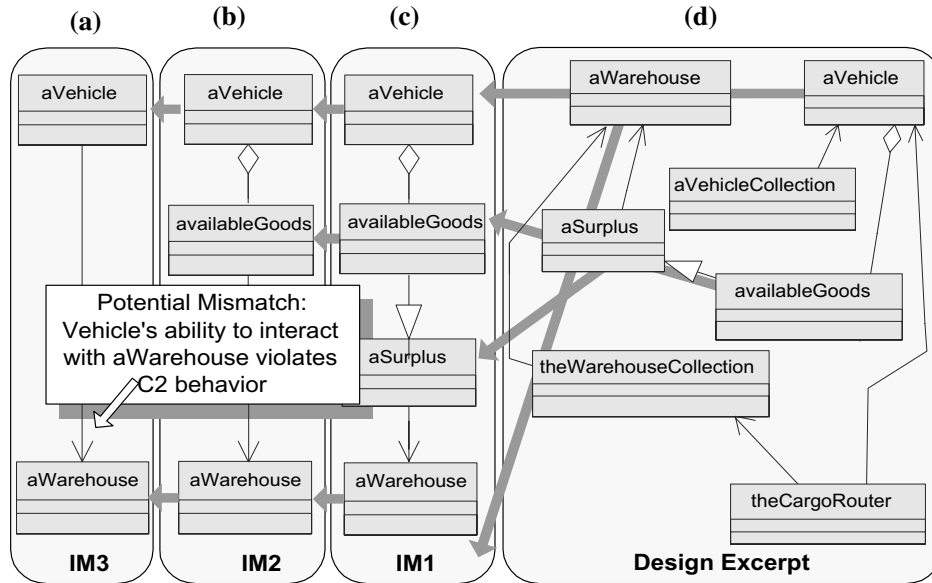 (a)
(b)
(c)
(d)
aVehicle
aVehicle
aVehicle
aWarehouse
aVehicle
aVehicleCollection
availableGoods
availableGoods
aSurplus
availableGoods
Potential Mismatch:
Vehicle's ability to interact
with aWarehouse violates
C2 behavior
aSurplus
theWarehouseCollection
aWarehouse
aWarehouse
aWarehouse
theCargoRouter
IM3
IM2
IM1
Design Excerpt